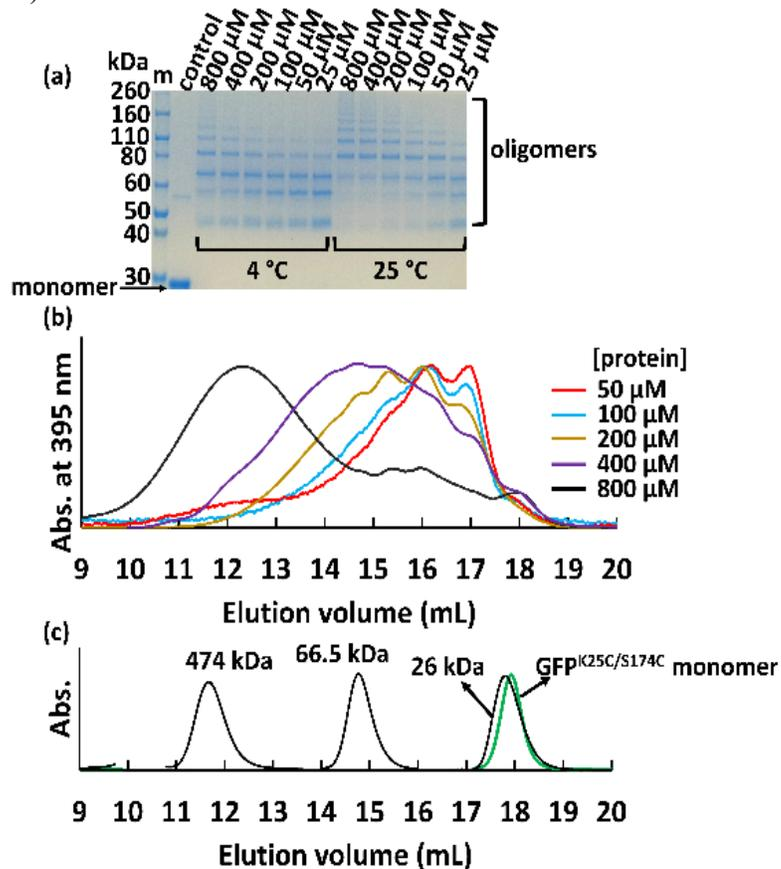 (a)
kDa m control 800 μM 400 μM 200 μM 100 μM 50 μM 25 μM 800 μM 400 μM 200 μM 100 μM 50 μM 25 μM
260
160
110
80
60
50
40
30
oligomers
4 °C 25 °C
monomer
(b)
Abs. at 395 nm
[protein]
50 μM
100 μM
200 μM
400 μM
800 μM
9 10 11 12 13 14 15 16 17 18 19 20
Elution volume (mL)
(c)
Abs.
474 kDa 66.5 kDa 26 kDa GFP^K25C/S174C monomer
9 10 11 12 13 14 15 16 17 18 19 20
Elution volume (mL)